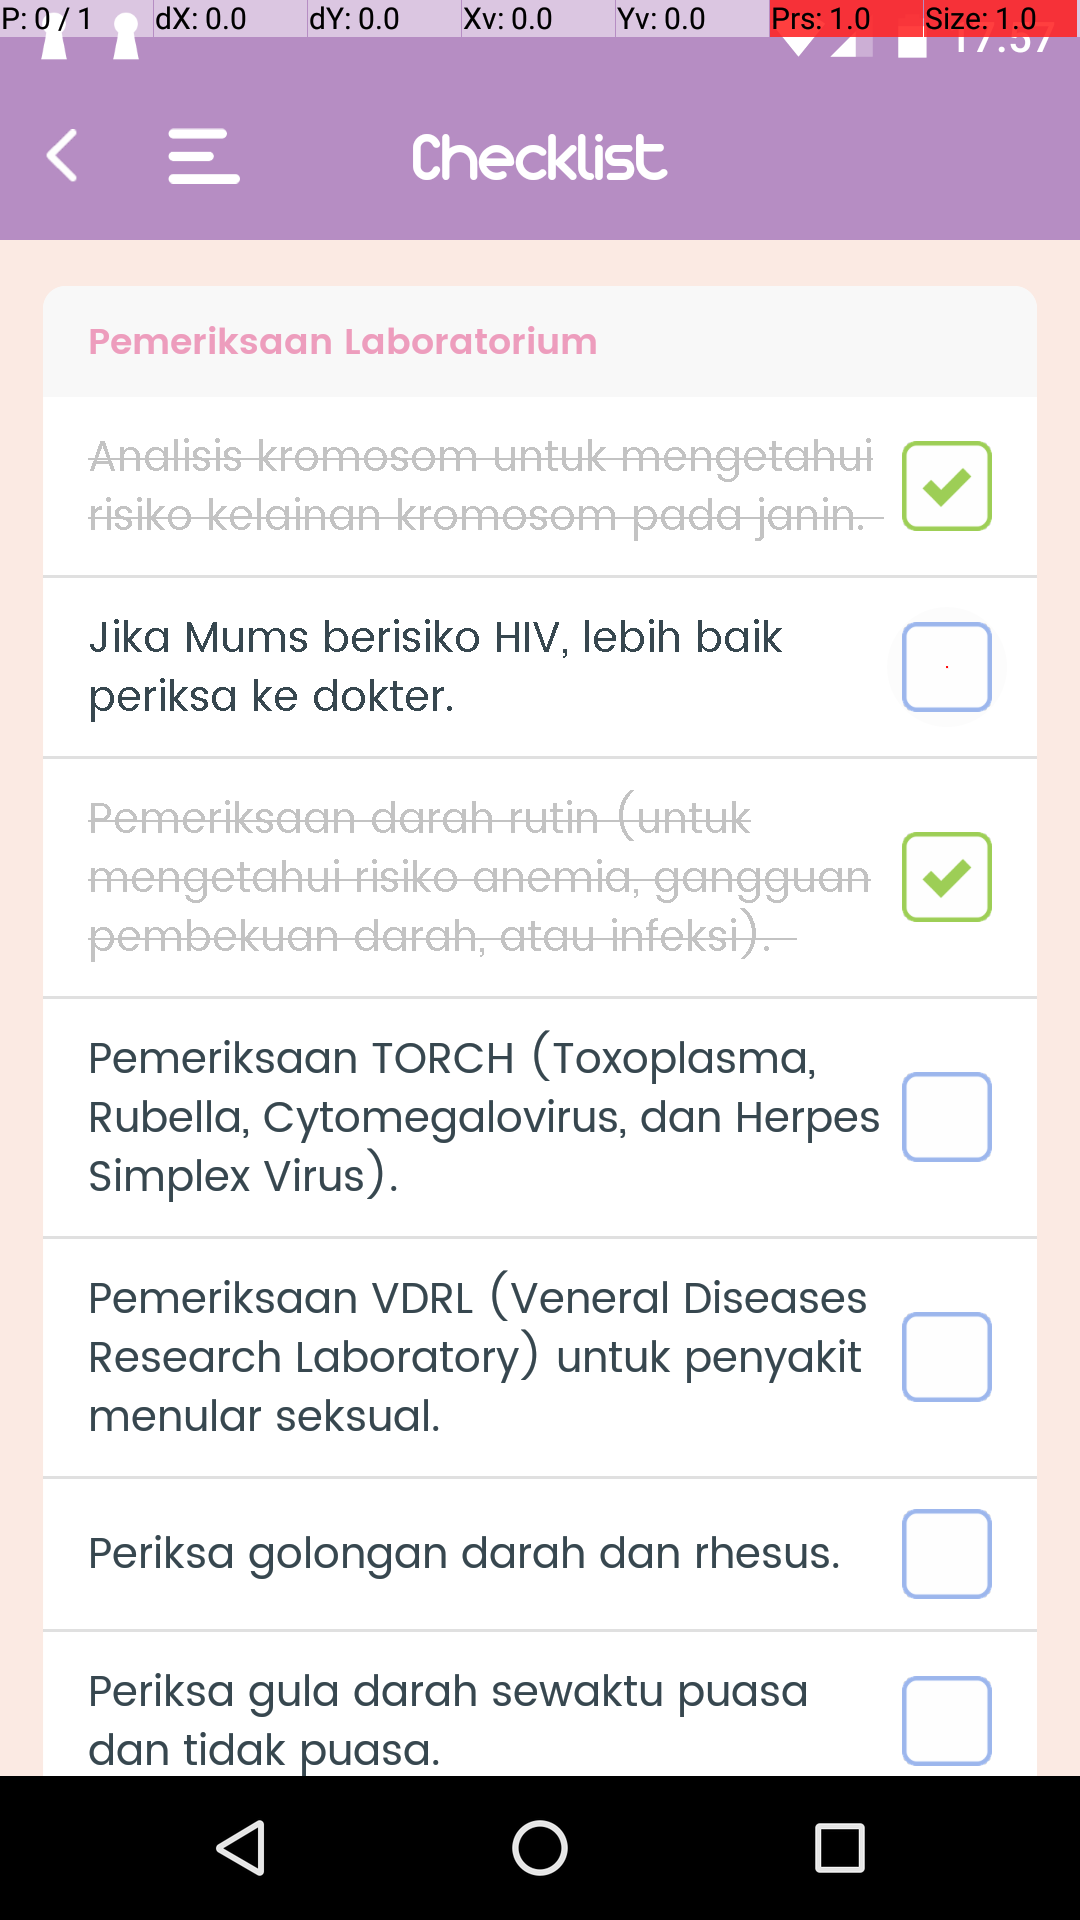 P: 0 / 1 dX: 0.0 dY: 0.0 Xv: 0.0 Yv: 0.0 Prs: 1.0 Size: 1.0
17:57
Checklist
Pemeriksaan Laboratorium
Analisis kromosom untuk mengetahui
risiko kelainan kromosom pada janin.
Jika Mums berisiko HIV, lebih baik
periksa ke dokter.
Pemeriksaan darah rutin (untuk
mengetahui risiko anemia, gangguan
pembekuan darah, atau infeksi).
Pemeriksaan TORCH (Toxoplasma,
Rubella, Cytomegalovirus, dan Herpes
Simplex Virus).
Pemeriksaan VDRL (Veneral Diseases
Research Laboratory) untuk penyakit
menular seksual.
Periksa golongan darah dan rhesus.
Periksa gula darah sewaktu puasa
dan tidak puasa.